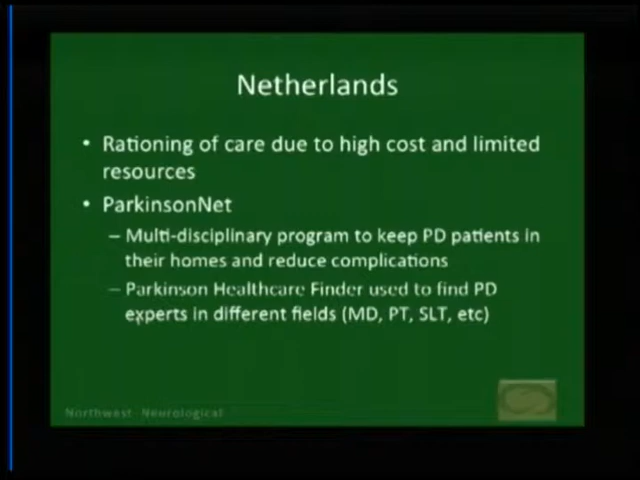 Netherlands
• Rationing of care due to high cost and limited
resources
• ParkinsonNet
– Multi-disciplinary program to keep PD patients in
their homes and reduce complications
– Parkinson Healthcare Finder used to find PD
experts in different fields (MD, PT, SLT, etc)
Northwest Neurological